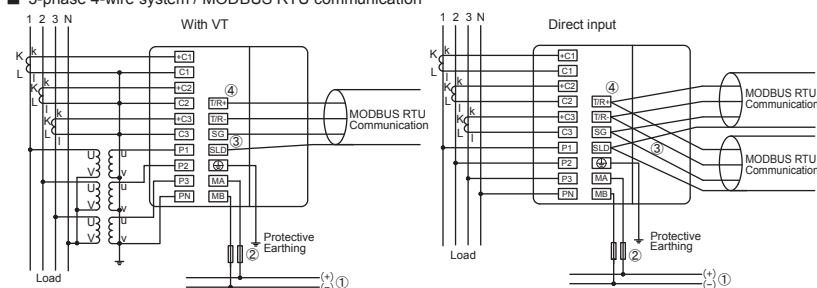 ■ 3-phase 4-wire system / MODBUS RTU communication
With VT
1 2 3 N
K k
L l
K k
L l
K k
L l
+C1
C1
+C2
C2
+C3
C3
P1
P2
P3
PN
④
T/R+
T/R-
SG
③
SLD
MA
MB
MODBUS RTU
Communication
U u
V v
U u
V v
U u
V v
②
Protective
Earthing
Load
(+)
(−)
①
Direct input
1 2 3 N
K k
L l
K k
L l
K k
L l
+C1
C1
+C2
C2
+C3
C3
P1
P2
P3
PN
④
T/R+
T/R-
SG
SLD
③
MA
MB
MODBUS RTU
Communication
MODBUS RTU
Communication
②
Protective
Earthing
Load
(+)
(−)
①